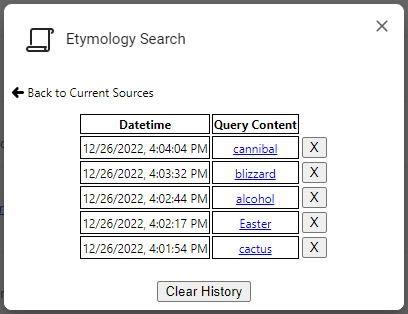 Etymology Search
Back to Current Sources
Datetime Query Content
12/26/2022, 4:04:04 PM cannibal X
12/26/2022, 4:03:32 PM blizzard X
12/26/2022, 4:02:44 PM alcohol X
12/26/2022, 4:02:17 PM Easter X
12/26/2022, 4:01:54 PM cactus X
Clear History